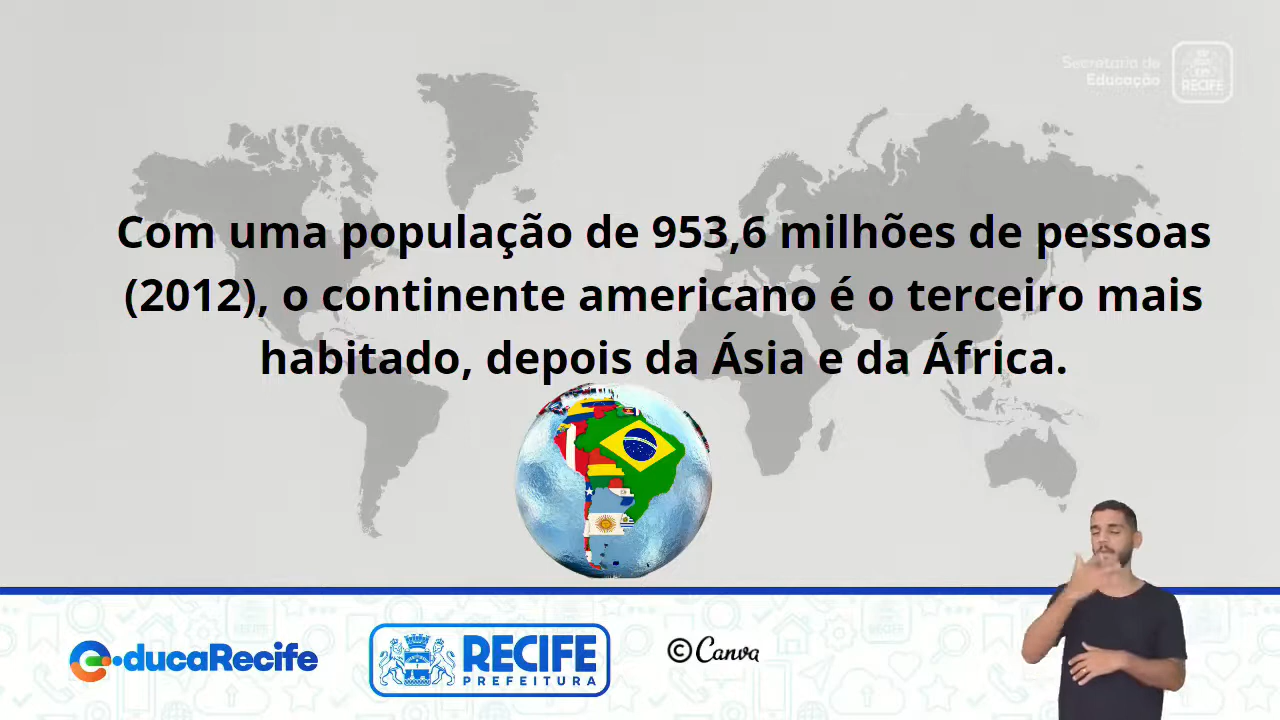 Secretaria de
Educação
RECIFE
Com uma população de 953,6 milhões de pessoas
(2012), o continente americano é o terceiro mais
habitado, depois da Ásia e da África.
ducaRecife
RECIFE
PREFEITURA
©Canva